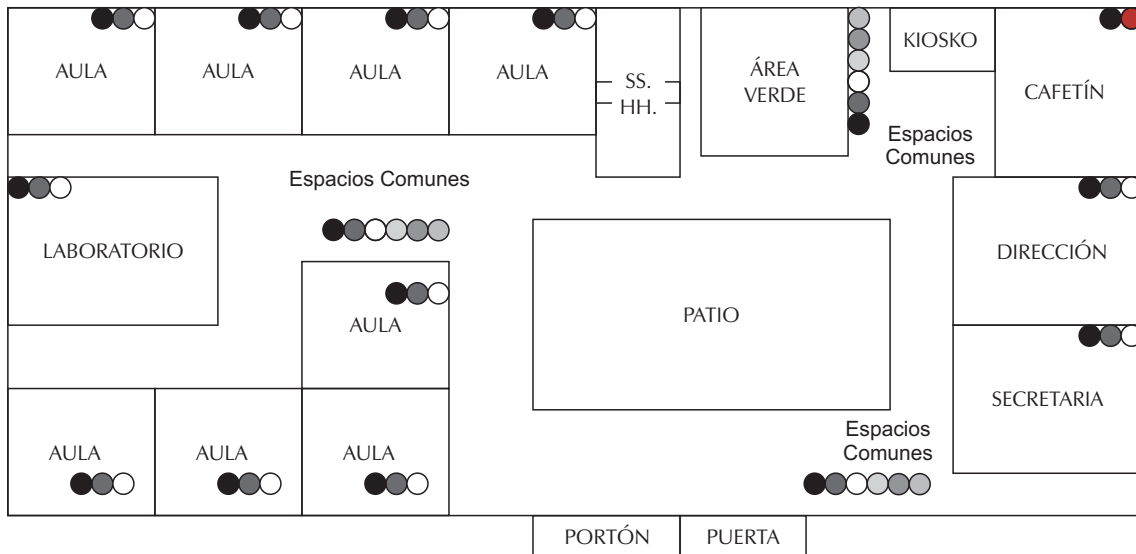 AULA
AULA
AULA
AULA
SS.
HH.
ÁREA
VERDE
KIOSKO
CAFETÍN
Espacios
Comunes
Espacios Comunes
LABORATORIO
DIRECCIÓN
AULA
PATIO
SECRETARIA
AULA
AULA
AULA
Espacios
Comunes
PORTÓN
PUERTA